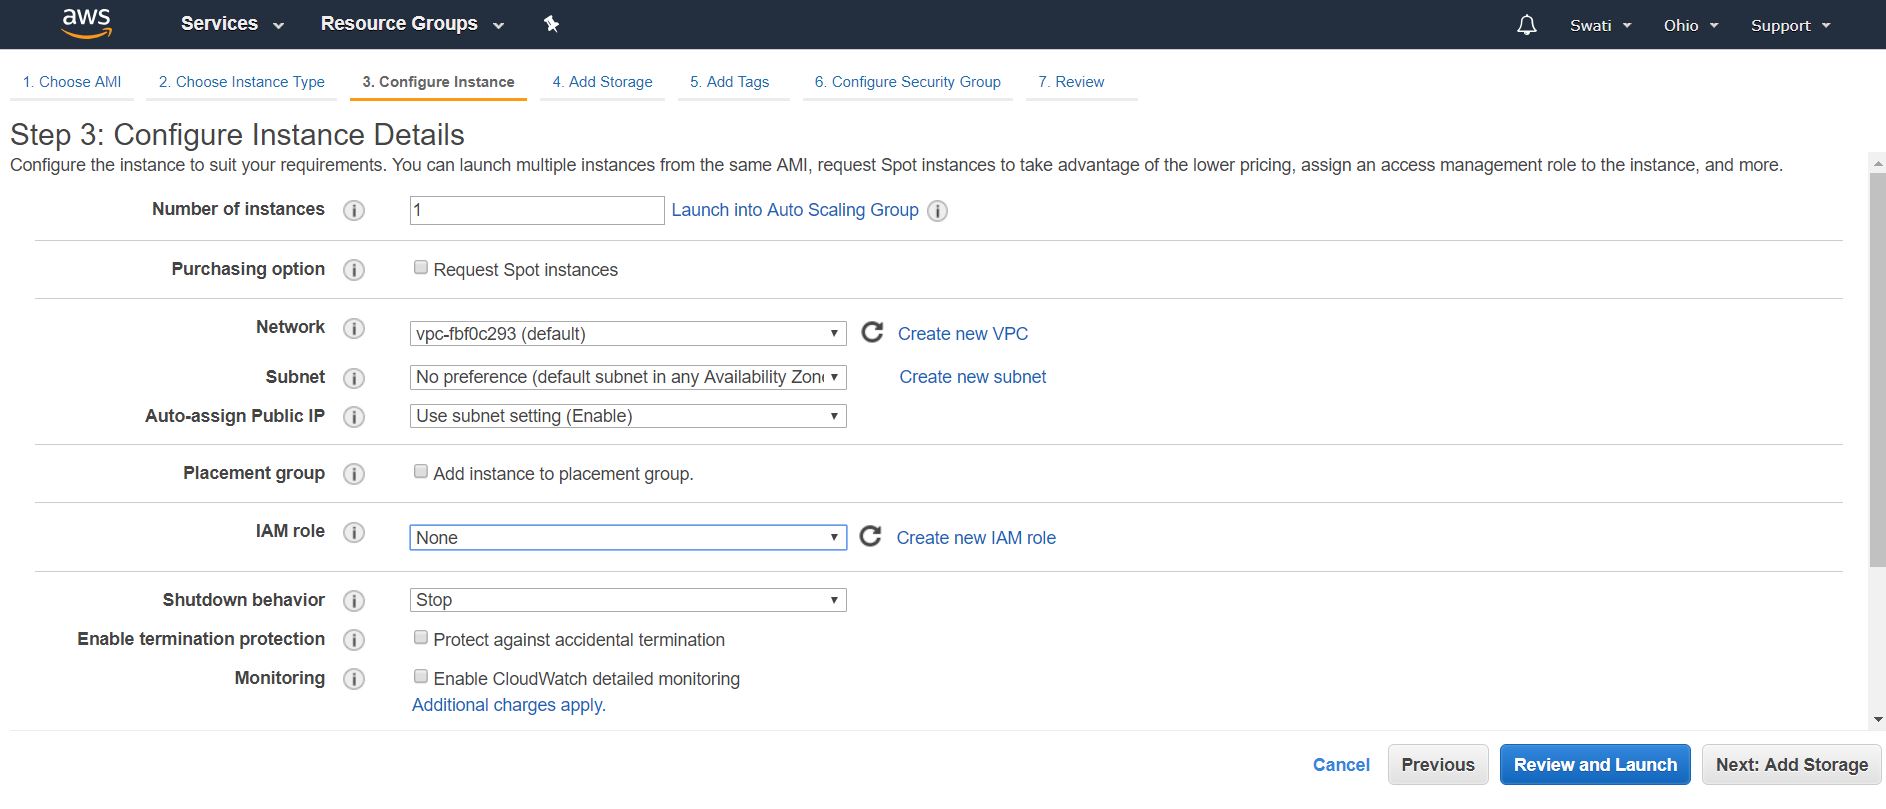 aws Services Resource Groups Swati Ohio Support
1. Choose AMI 2. Choose Instance Type 3. Configure Instance 4. Add Storage 5. Add Tags 6. Configure Security Group 7. Review
Step 3: Configure Instance Details
Configure the instance to suit your requirements. You can launch multiple instances from the same AMI, request Spot instances to take advantage of the lower pricing, assign an access management role to the instance, and more.
Number of instances i 1 Launch into Auto Scaling Group i
Purchasing option i Request Spot instances
Network i vpc-fbf0c293 (default) Create new VPC
Subnet i No preference (default subnet in any Availability Zon Create new subnet
Auto-assign Public IP i Use subnet setting (Enable)
Placement group i Add instance to placement group.
IAM role i None Create new IAM role
Shutdown behavior i Stop
Enable termination protection i Protect against accidental termination
Monitoring i Enable CloudWatch detailed monitoring
Additional charges apply.
Cancel Previous Review and Launch Next: Add Storage